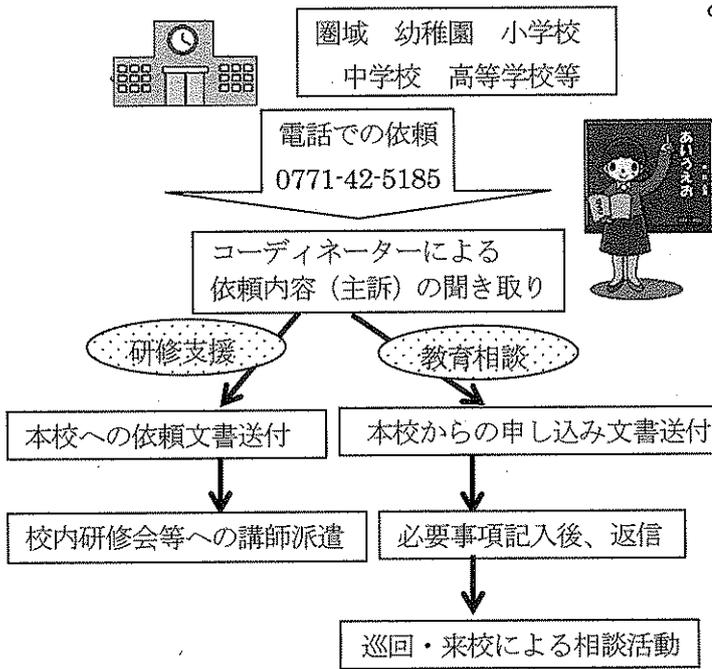 圏域　幼稚園　小学校
中学校　高等学校等
電話での依頼
0771-42-5185
あいうえお
コーディネーターによる
依頼内容（主訴）の聞き取り
研修支援
教育相談
本校への依頼文書送付
本校からの申し込み文書送付
校内研修会等への講師派遣
必要事項記入後、返信
巡回・来校による相談活動